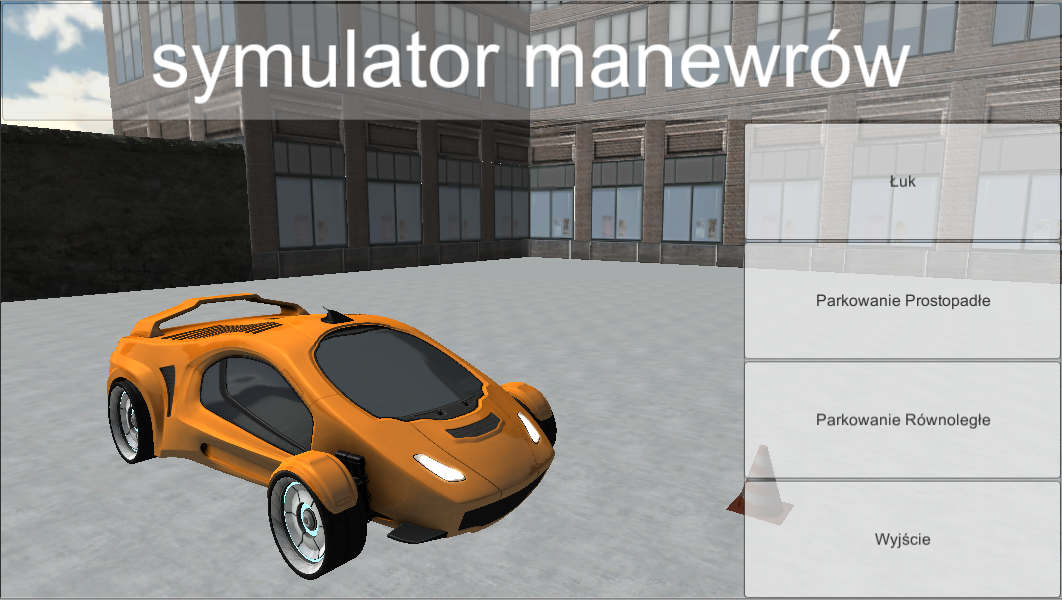 symulator manewrów
Łuk
Parkowanie Prostopadłe
Parkowanie Równoległe
Wyjście